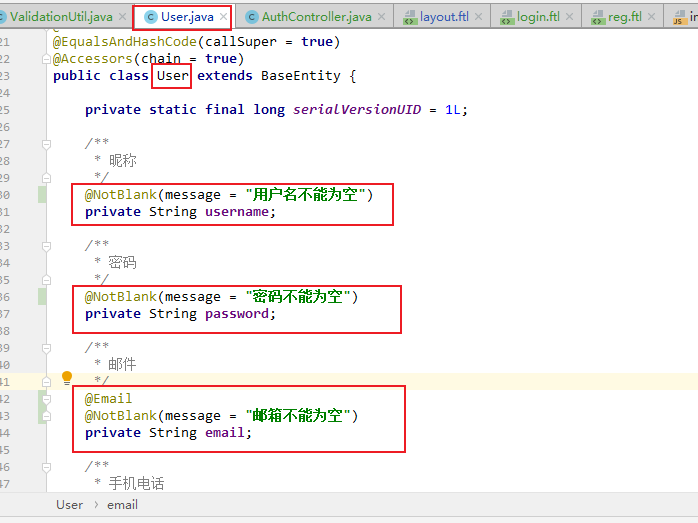 ValidationUtil.java × User.java × AuthController.java × layout.ftl × login.ftl × reg.ftl ×
21 @EqualsAndHashCode(callSuper = true)
22 @Accessors(chain = true)
23 public class User extends BaseEntity {
24
25 private static final long serialVersionUID = 1L;
26
27 /**
28 * 昵称
29 */
30 @NotBlank(message = "用户名不能为空")
31 private String username;
32
33 /**
34 * 密码
35 */
36 @NotBlank(message = "密码不能为空")
37 private String password;
38
39 /**
40 * 邮件
41 */
42 @Email
43 @NotBlank(message = "邮箱不能为空")
44 private String email;
45
46 /**
47 * 手机电话
User › email